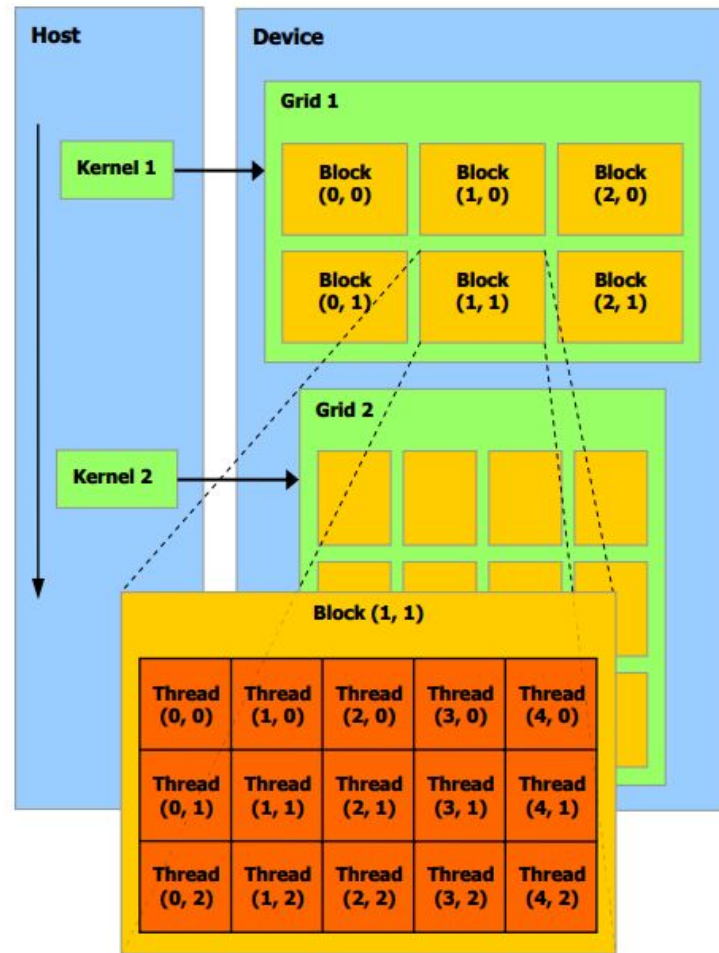 Host
Device
Grid 1
Kernel 1
Block
(0, 0)
Block
(1, 0)
Block
(2, 0)
Block
(0, 1)
Block
(1, 1)
Block
(2, 1)
Grid 2
Kernel 2
Block (1, 1)
Thread
(0, 0)
Thread
(1, 0)
Thread
(2, 0)
Thread
(3, 0)
Thread
(4, 0)
Thread
(0, 1)
Thread
(1, 1)
Thread
(2, 1)
Thread
(3, 1)
Thread
(4, 1)
Thread
(0, 2)
Thread
(1, 2)
Thread
(2, 2)
Thread
(3, 2)
Thread
(4, 2)